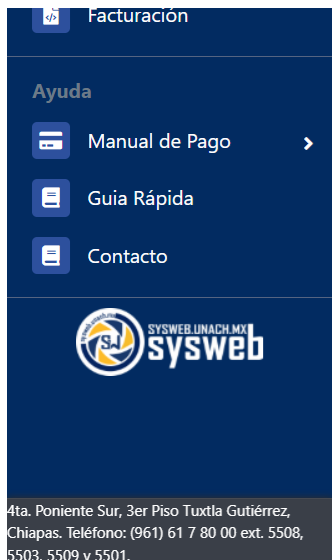 Facturación
Ayuda
Manual de Pago
Guia Rápida
Contacto
SYSWEB.UNACH.MX
sysweb
4ta. Poniente Sur, 3er Piso Tuxtla Gutiérrez,
Chiapas. Teléfono: (961) 61 7 80 00 ext. 5508,
5503, 5509 y 5501.